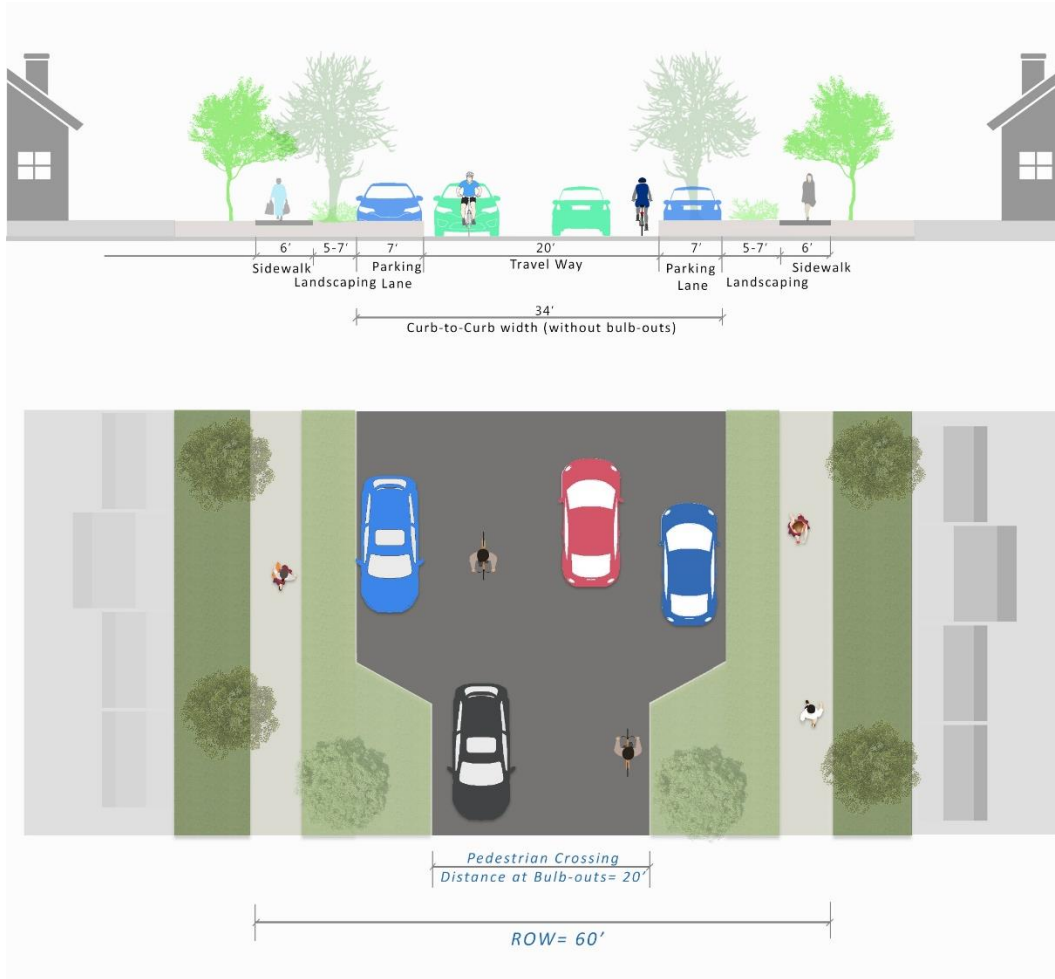 6’ 5-7’ 7’ 20’ 7’ 5-7’ 6’
Sidewalk Parking Travel Way Parking Sidewalk
Landscaping Lane Lane Landscaping
34’
Curb-to-Curb width (without bulb-outs)
Pedestrian Crossing
Distance at Bulb-outs= 20’
ROW= 60’